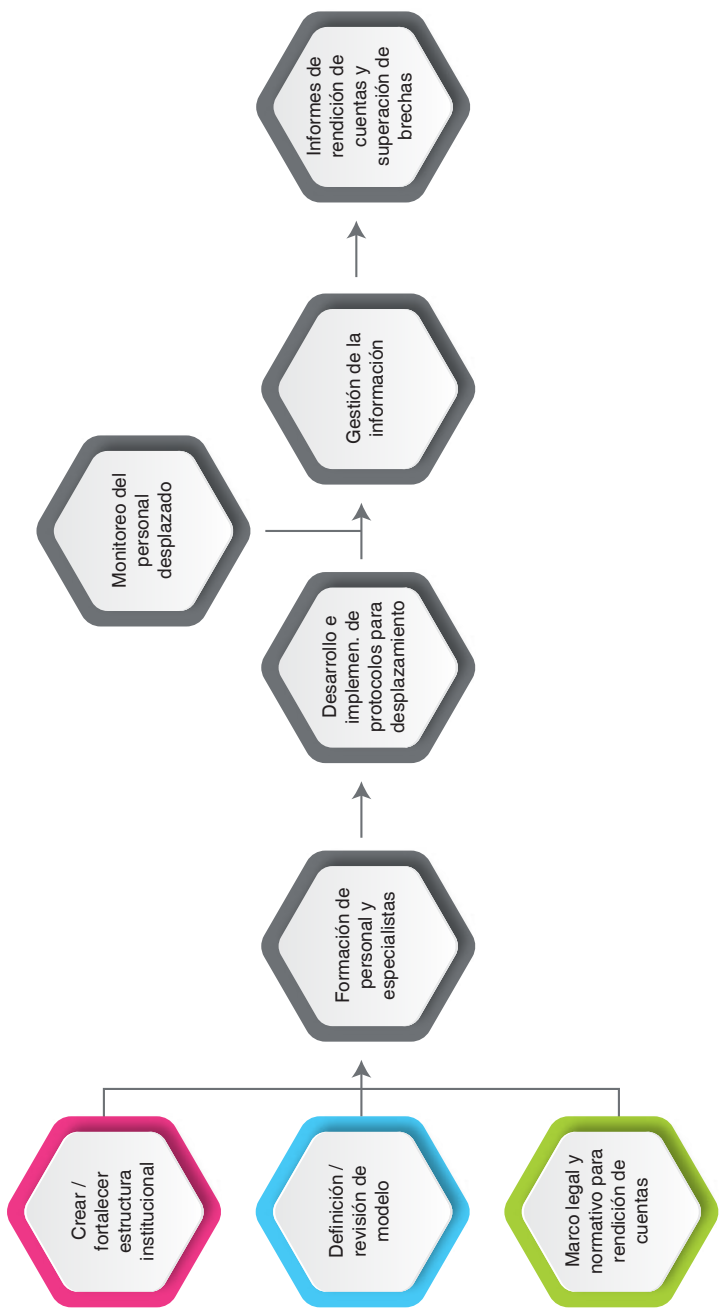 Crear /
fortalecer
estructura
institucional
Definición /
revisión de
modelo
Marco legal y
normativo para
rendición de
cuentas
Formación de
personal y
especialistas
Desarrollo e
implemen. de
protocolos para
desplazamiento
Monitoreo del
personal
desplazado
Gestión de la
información
Informes de
rendición de
cuentas y
superación de
brechas